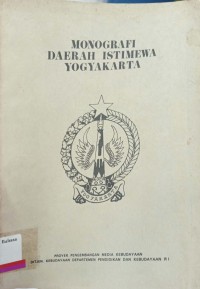 MONOGRAFI
DAERAH ISTIMEWA
YOGYAKARTA
PROYEK PENGEMBANGAN MEDIA KEBUDAYAAN
DITJEN. KEBUDAYAAN DEPARTEMEN PENDIDIKAN DAN KEBUDAYAAN R I